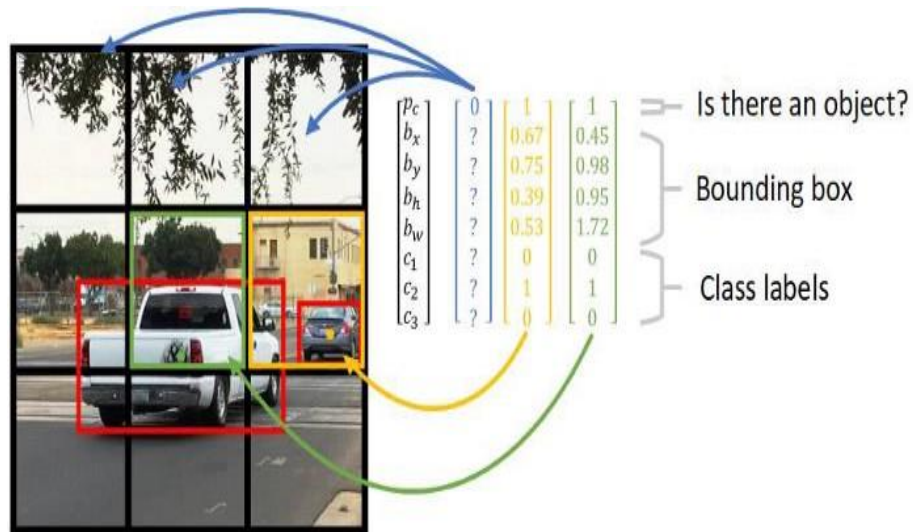 p_c 0 1 1 Is there an object?
b_x ? 0.67 0.45
b_y ? 0.75 0.98
b_h ? 0.39 0.95 Bounding box
b_w ? 0.53 1.72
c_1 ? 0 0
c_2 ? 1 1 Class labels
c_3 ? 0 0